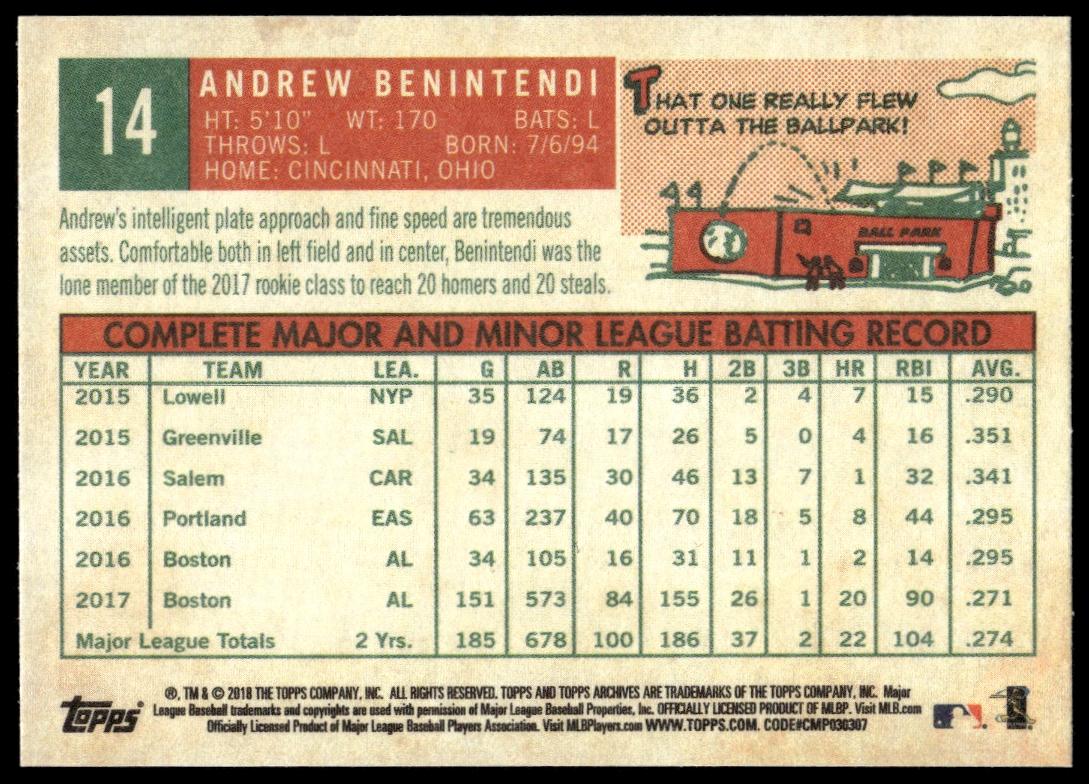 14
ANDREW BENINTENDI
HT: 5'10" WT: 170 BATS: L
THROWS: L BORN: 7/6/94
HOME: CINCINNATI, OHIO
THAT ONE REALLY FLEW
OUTTA THE BALLPARK!
BALL PARK
Andrew's intelligent plate approach and fine speed are tremendous
assets. Comfortable both in left field and in center, Benintendi was the
lone member of the 2017 rookie class to reach 20 homers and 20 steals.
COMPLETE MAJOR AND MINOR LEAGUE BATTING RECORD
YEAR TEAM LEA. G AB R H 2B 3B HR RBI AVG.
2015 Lowell NYP 35 124 19 36 2 4 7 15 .290
2015 Greenville SAL 19 74 17 26 5 0 4 16 .351
2016 Salem CAR 34 135 30 46 13 7 1 32 .341
2016 Portland EAS 63 237 40 70 18 5 8 44 .295
2016 Boston AL 34 105 16 31 11 1 2 14 .295
2017 Boston AL 151 573 84 155 26 1 20 90 .271
Major League Totals 2 Yrs. 185 678 100 186 37 2 22 104 .274
Topps
®, TM & © 2018 THE TOPPS COMPANY, INC. ALL RIGHTS RESERVED. TOPPS AND TOPPS ARCHIVES ARE TRADEMARKS OF THE TOPPS COMPANY, INC. Major
League Baseball trademarks and copyrights are used with permission of Major League Baseball Properties, Inc. OFFICIALLY LICENSED PRODUCT OF MLBP. Visit MLB.com
Officially Licensed Product of Major League Baseball Players Association. Visit MLBPlayers.com WWW.TOPPS.COM. CODE#CMP030307